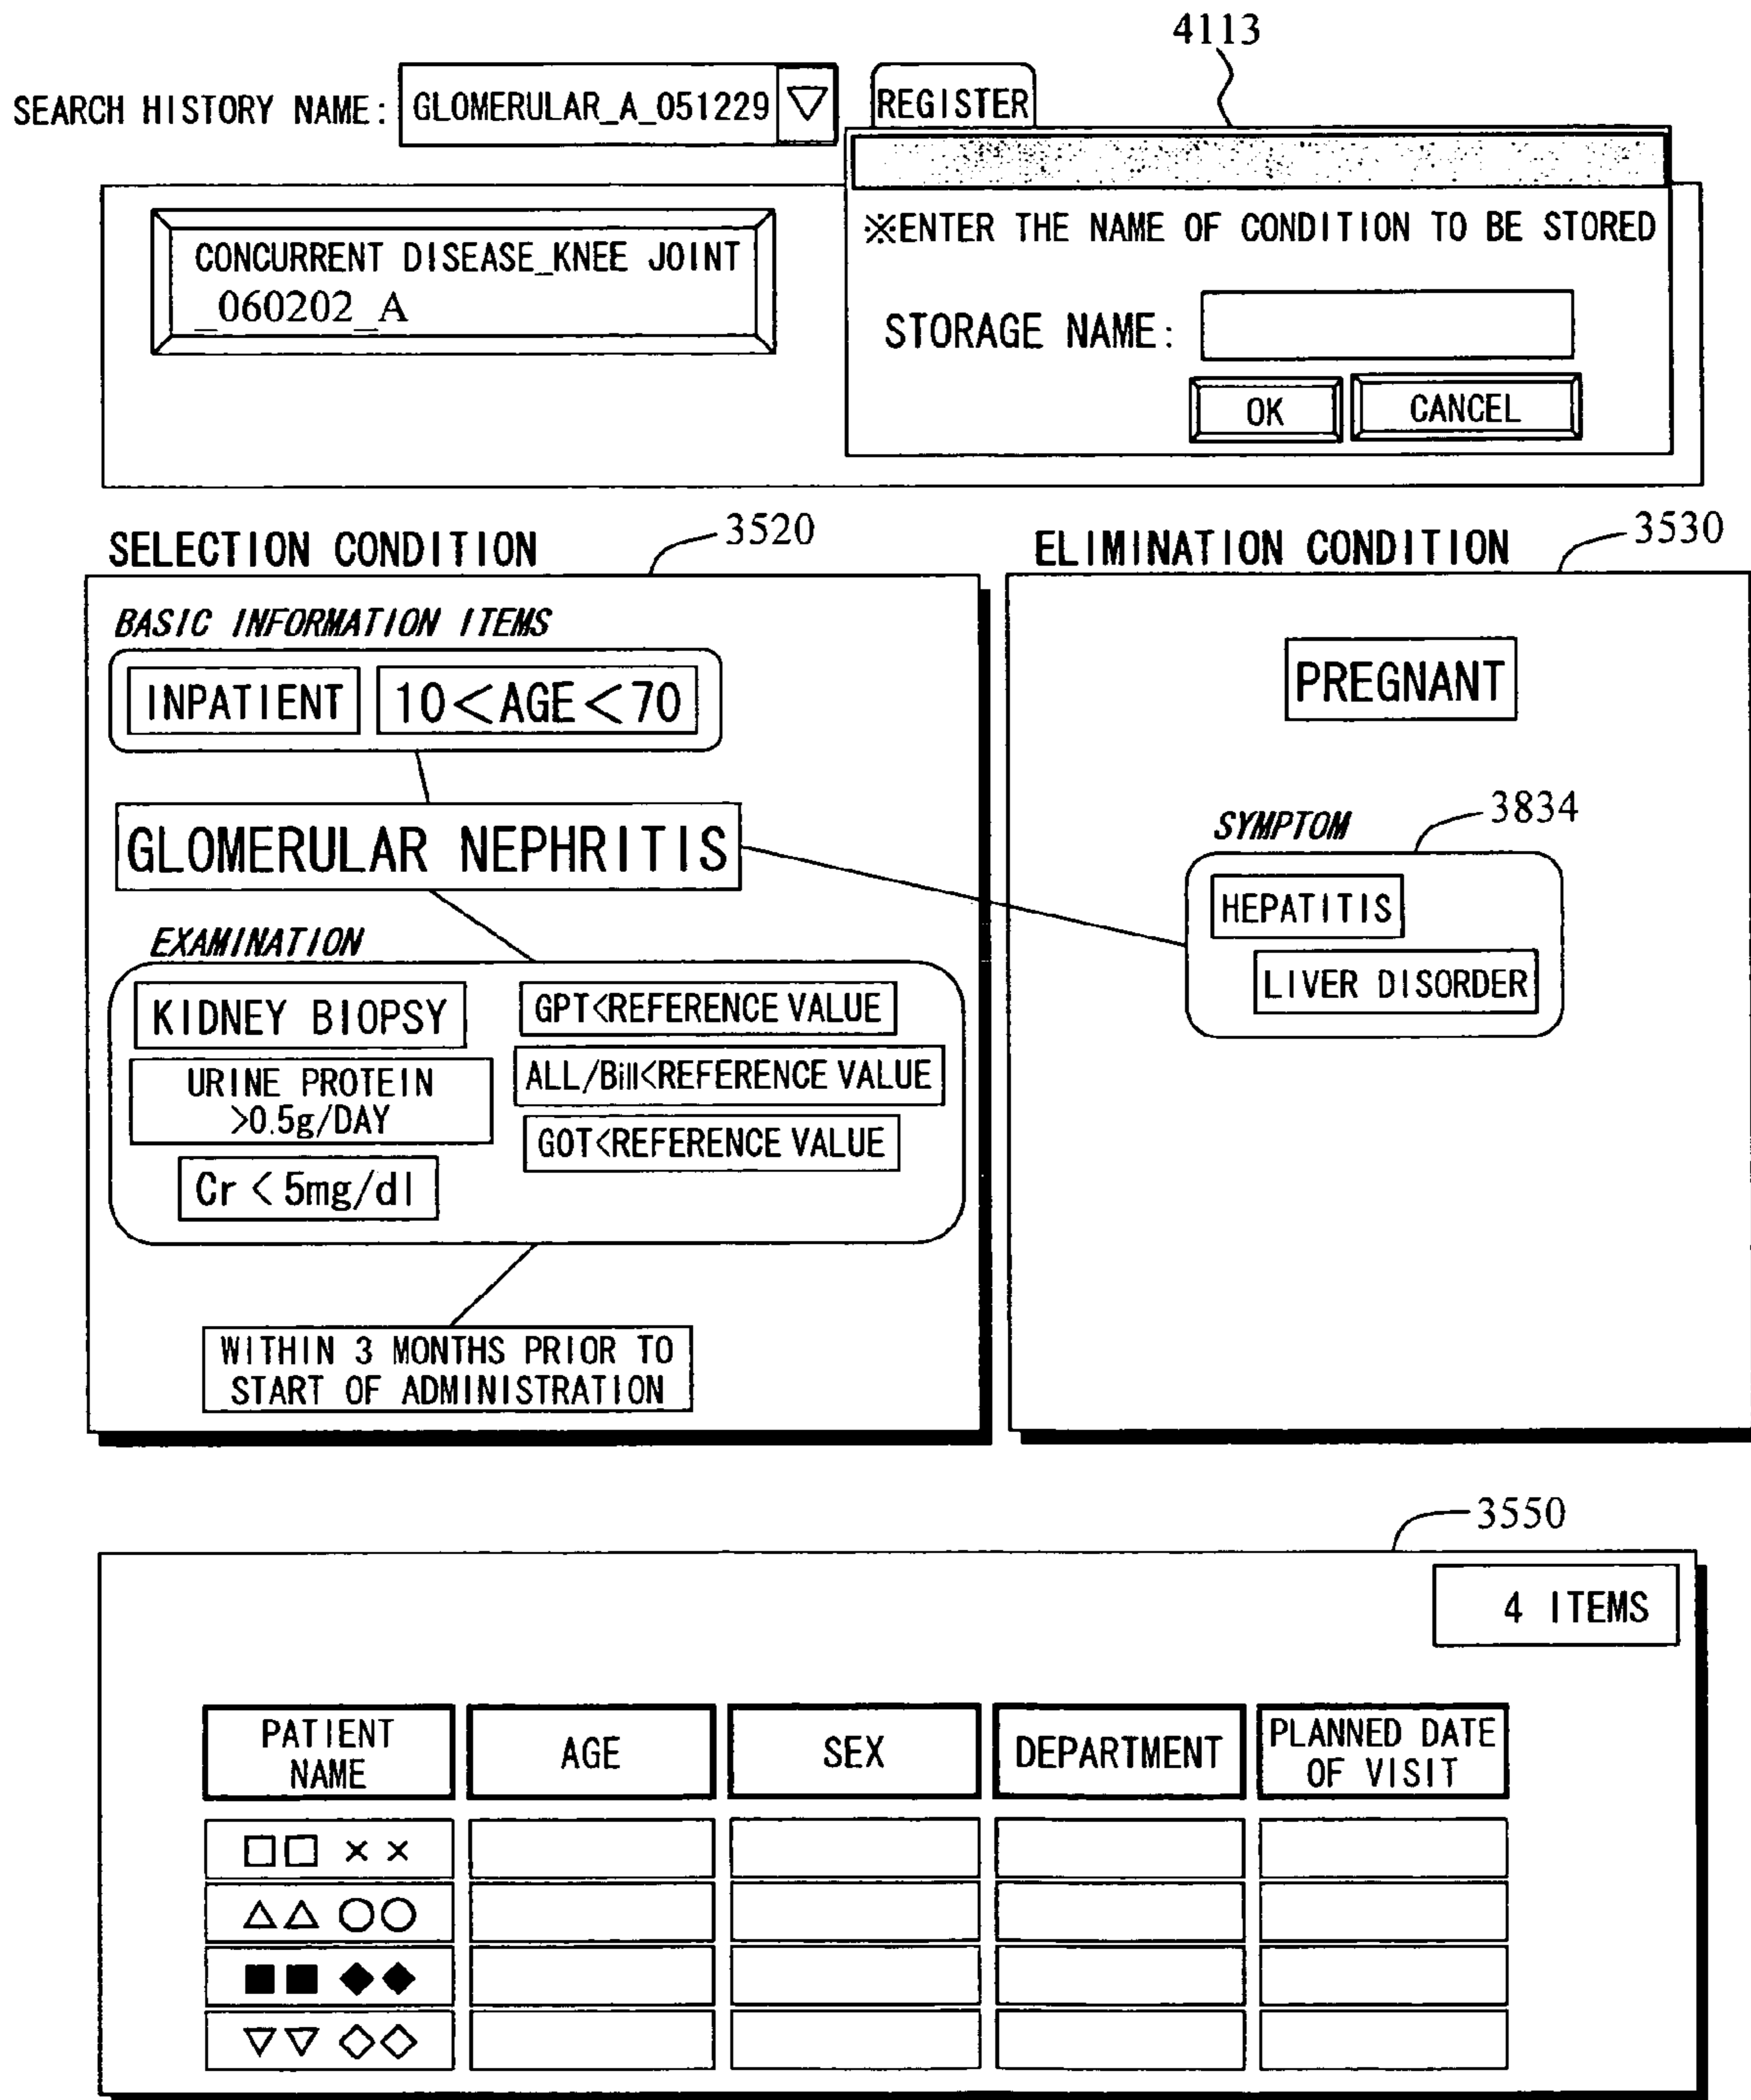 4113
SEARCH HISTORY NAME: GLOMERULAR_A_051229 ▽ REGISTER
※ENTER THE NAME OF CONDITION TO BE STORED
CONCURRENT DISEASE_KNEE JOINT
_060202_A
STORAGE NAME:
OK CANCEL
SELECTION CONDITION 3520
ELIMINATION CONDITION 3530
BASIC INFORMATION ITEMS
INPATIENT 10<AGE<70
PREGNANT
GLOMERULAR NEPHRITIS
SYMPTOM 3834
HEPATITIS
LIVER DISORDER
EXAMINATION
KIDNEY BIOPSY
GPT<REFERENCE VALUE
URINE PROTEIN
>0.5g/DAY
ALL/Bill<REFERENCE VALUE
GOT<REFERENCE VALUE
Cr<5mg/dl
WITHIN 3 MONTHS PRIOR TO
START OF ADMINISTRATION
3550
4 ITEMS
PATIENT
NAME
AGE
SEX
DEPARTMENT
PLANNED DATE
OF VISIT
□□ ××
△△ ○○
■■ ◆◆
▽▽ ◇◇